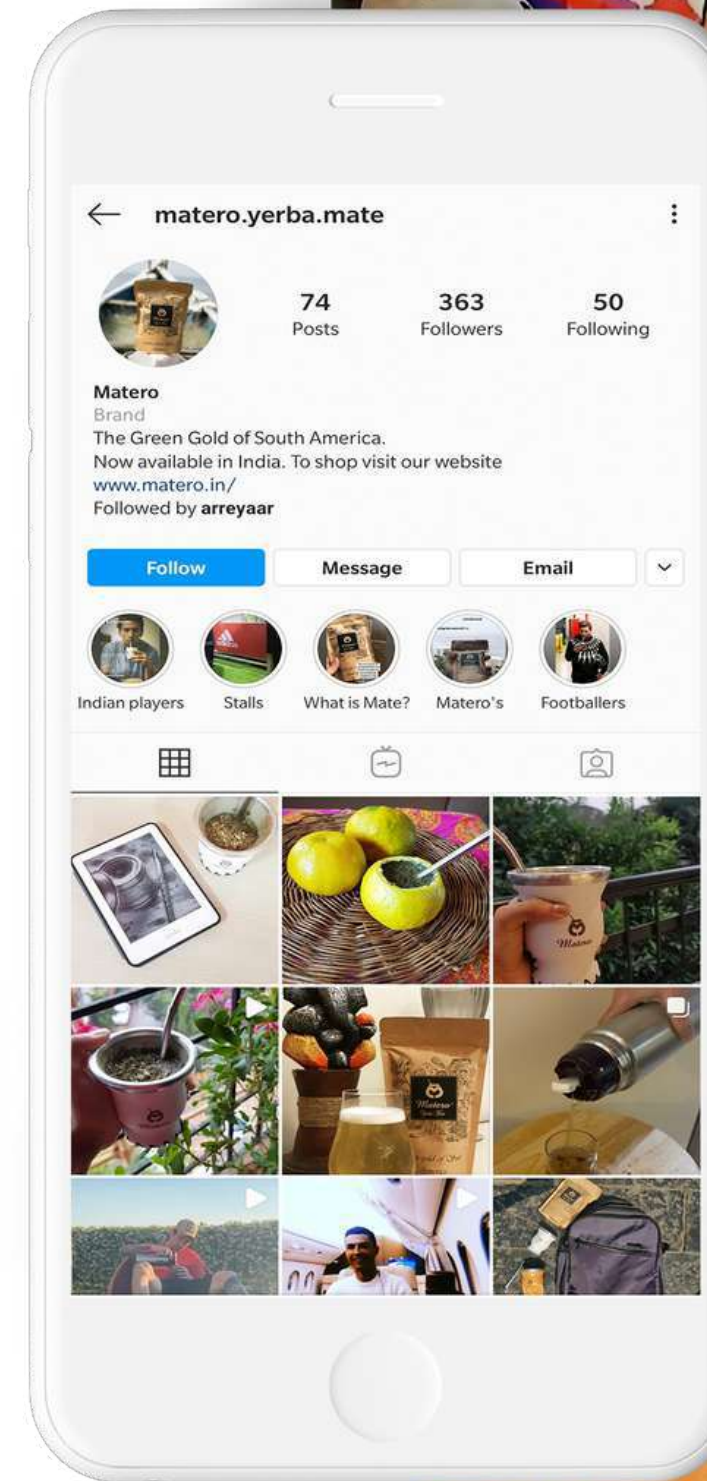 matero.yerba.mate
74
363
50
Posts
Followers
Following
Matero
Brand
The Green Gold of South America.
Now available in India. To shop visit our website
www.matero.in/
Followed by arreyaar
Follow
Message
Email
Indian players
Stalls
What is Mate?
Matero's
Footballers
Matero
Matero